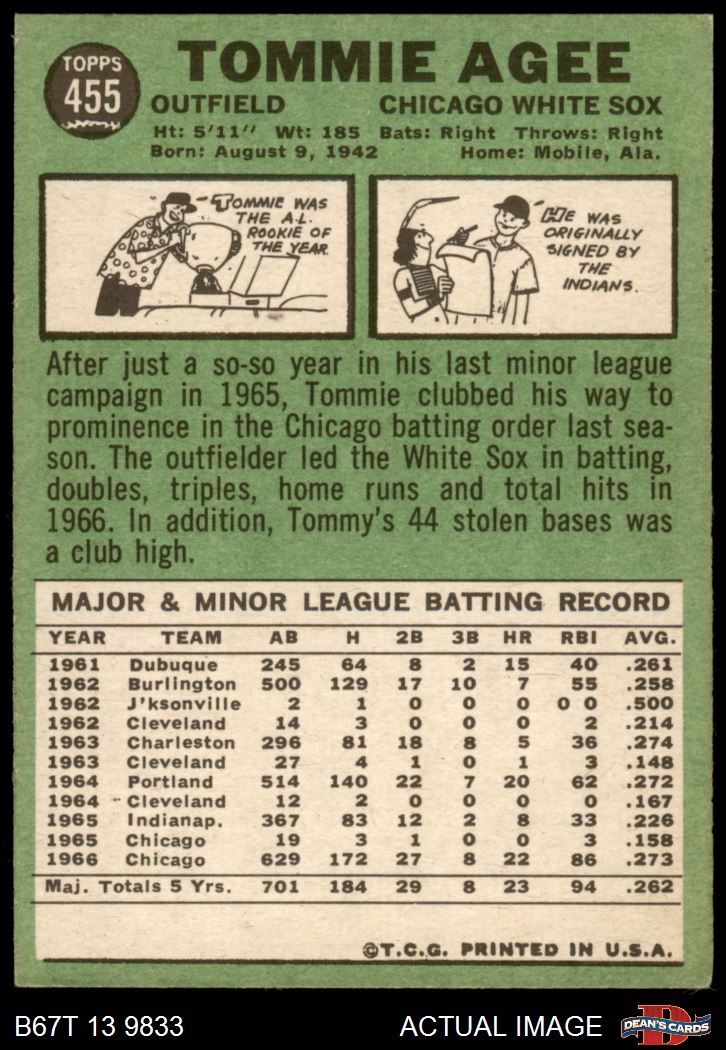 TOPPS
455
TOMMIE AGEE
OUTFIELD CHICAGO WHITE SOX
Ht: 5'11" Wt: 185 Bats: Right Throws: Right
Born: August 9, 1942 Home: Mobile, Ala.
TOMMIE WAS
THE A.L.
ROOKIE OF
THE YEAR.
HE WAS
ORIGINALLY
SIGNED BY
THE
INDIANS.
After just a so-so year in his last minor league
campaign in 1965, Tommie clubbed his way to
prominence in the Chicago batting order last sea-
son. The outfielder led the White Sox in batting,
doubles, triples, home runs and total hits in
1966. In addition, Tommy's 44 stolen bases was
a club high.
MAJOR & MINOR LEAGUE BATTING RECORD
YEAR TEAM AB H 2B 3B HR RBI AVG.
1961 Dubuque 245 64 8 2 15 40 .261
1962 Burlington 500 129 17 10 7 55 .258
1962 J'ksonville 2 1 0 0 0 0 0 .500
1962 Cleveland 14 3 0 0 0 2 .214
1963 Charleston 296 81 18 8 5 36 .274
1963 Cleveland 27 4 1 0 1 3 .148
1964 Portland 514 140 22 7 20 62 .272
1964 Cleveland 12 2 0 0 0 0 .167
1965 Indianap. 367 83 12 2 8 33 .226
1965 Chicago 19 3 1 0 0 3 .158
1966 Chicago 629 172 27 8 22 86 .273
Maj. Totals 5 Yrs. 701 184 29 8 23 94 .262
©T.C.G. PRINTED IN U.S.A.
B67T 13 9833 ACTUAL IMAGE
D
DEAN'S CARDS